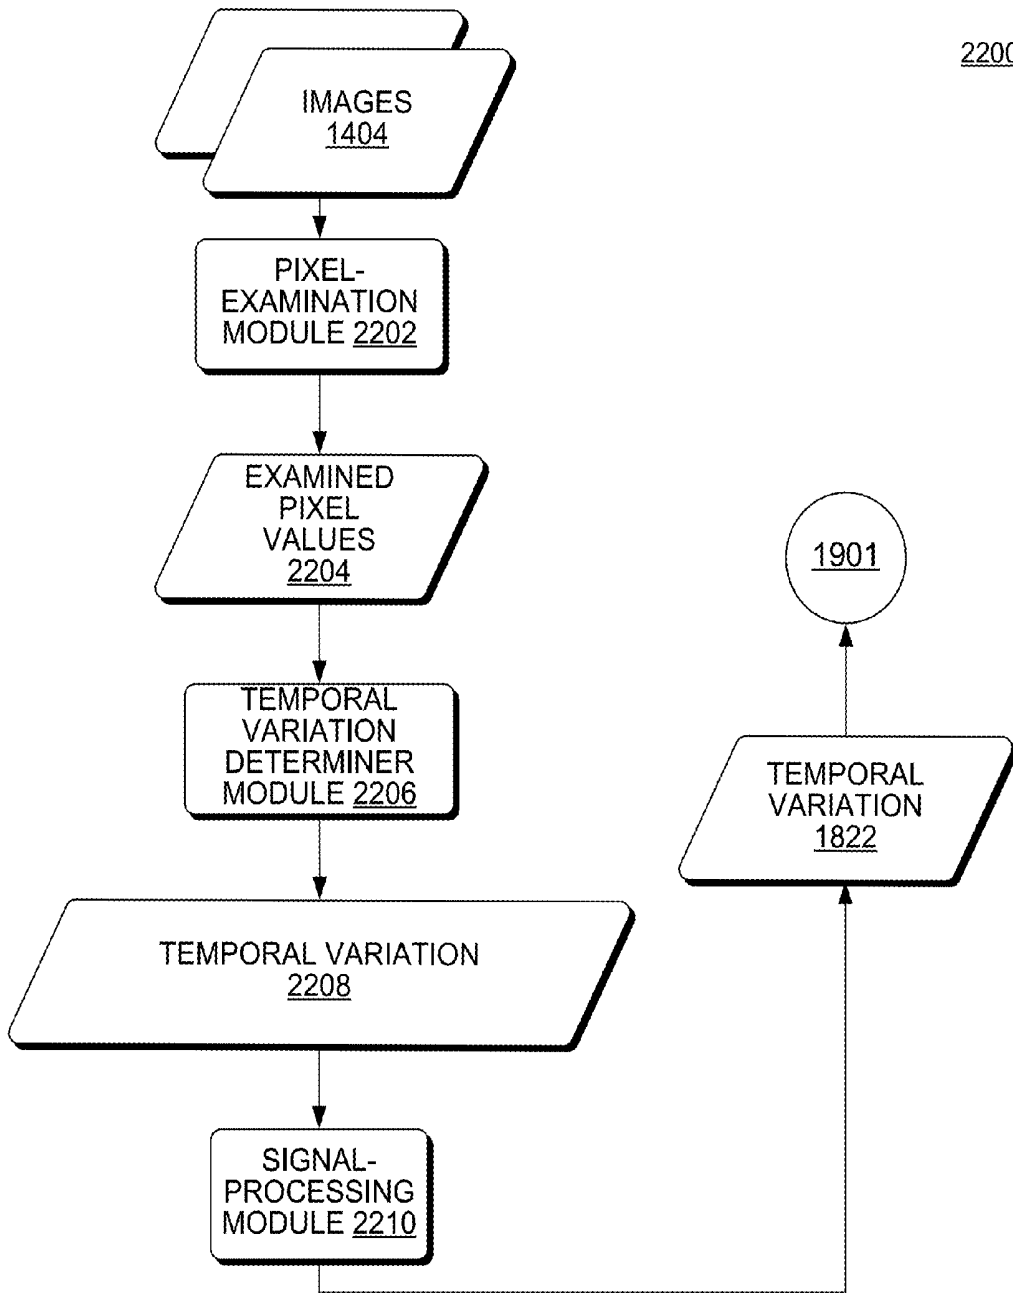 2200
IMAGES
1404
PIXEL-
EXAMINATION
MODULE 2202
EXAMINED
PIXEL
VALUES
2204
TEMPORAL
VARIATION
DETERMINER
MODULE 2206
TEMPORAL VARIATION
2208
SIGNAL-
PROCESSING
MODULE 2210
TEMPORAL
VARIATION
1822
1901